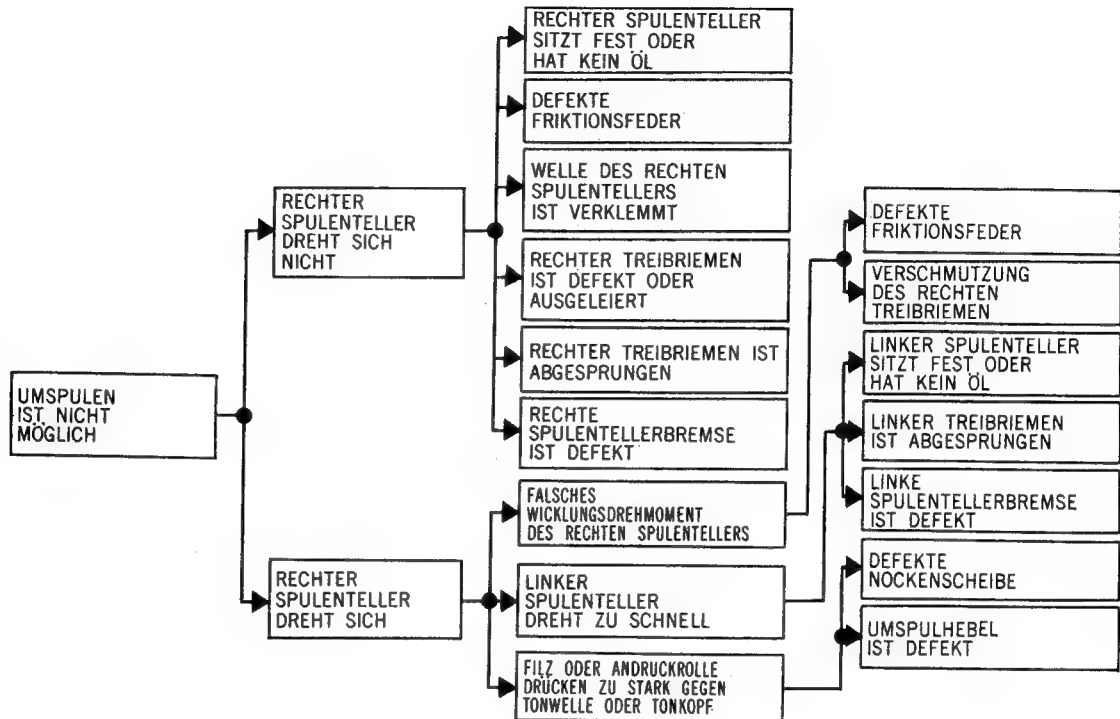 UMSPULEN
IST NICHT
MÖGLICH
RECHTER
SPULENTELLER
DREHT SICH
NICHT
RECHTER SPULENTELLER
SITZT FEST ODER
HAT KEIN ÖL
DEFEKTE
FRIKTIONSFEDER
WELLE DES RECHTEN
SPULENTELLERS
IST VERKLEMMT
RECHTER TREIBRIEMEN
IST DEFEKT ODER
AUSGELEIERT
RECHTER TREIBRIEMEN IST
ABGESPRUNGEN
RECHTE
SPULENTELLERBREMSE
IST DEFEKT
RECHTER
SPULENTELLER
DREHT SICH
FALSCHES
WICKLUNGSDREHMOMENT
DES RECHTEN SPULENTELLERS
DEFEKTE
FRIKTIONSFEDER
VERSCHMUTZUNG
DES RECHTEN
TREIBRIEMEN
LINKER
SPULENTELLER
DREHT ZU SCHNELL
LINKER SPULENTELLER
SITZT FEST ODER
HAT KEIN ÖL
LINKER TREIBRIEMEN
IST ABGESPRUNGEN
LINKE
SPULENTELLERBREMSE
IST DEFEKT
FILZ ODER ANDRUCKROLLE
DRÜCKEN ZU STARK GEGEN
TONWELLE ODER TONKOPF
DEFEKTE
NOCKENSCHEIBE
UMSPULHEBEL
IST DEFEKT